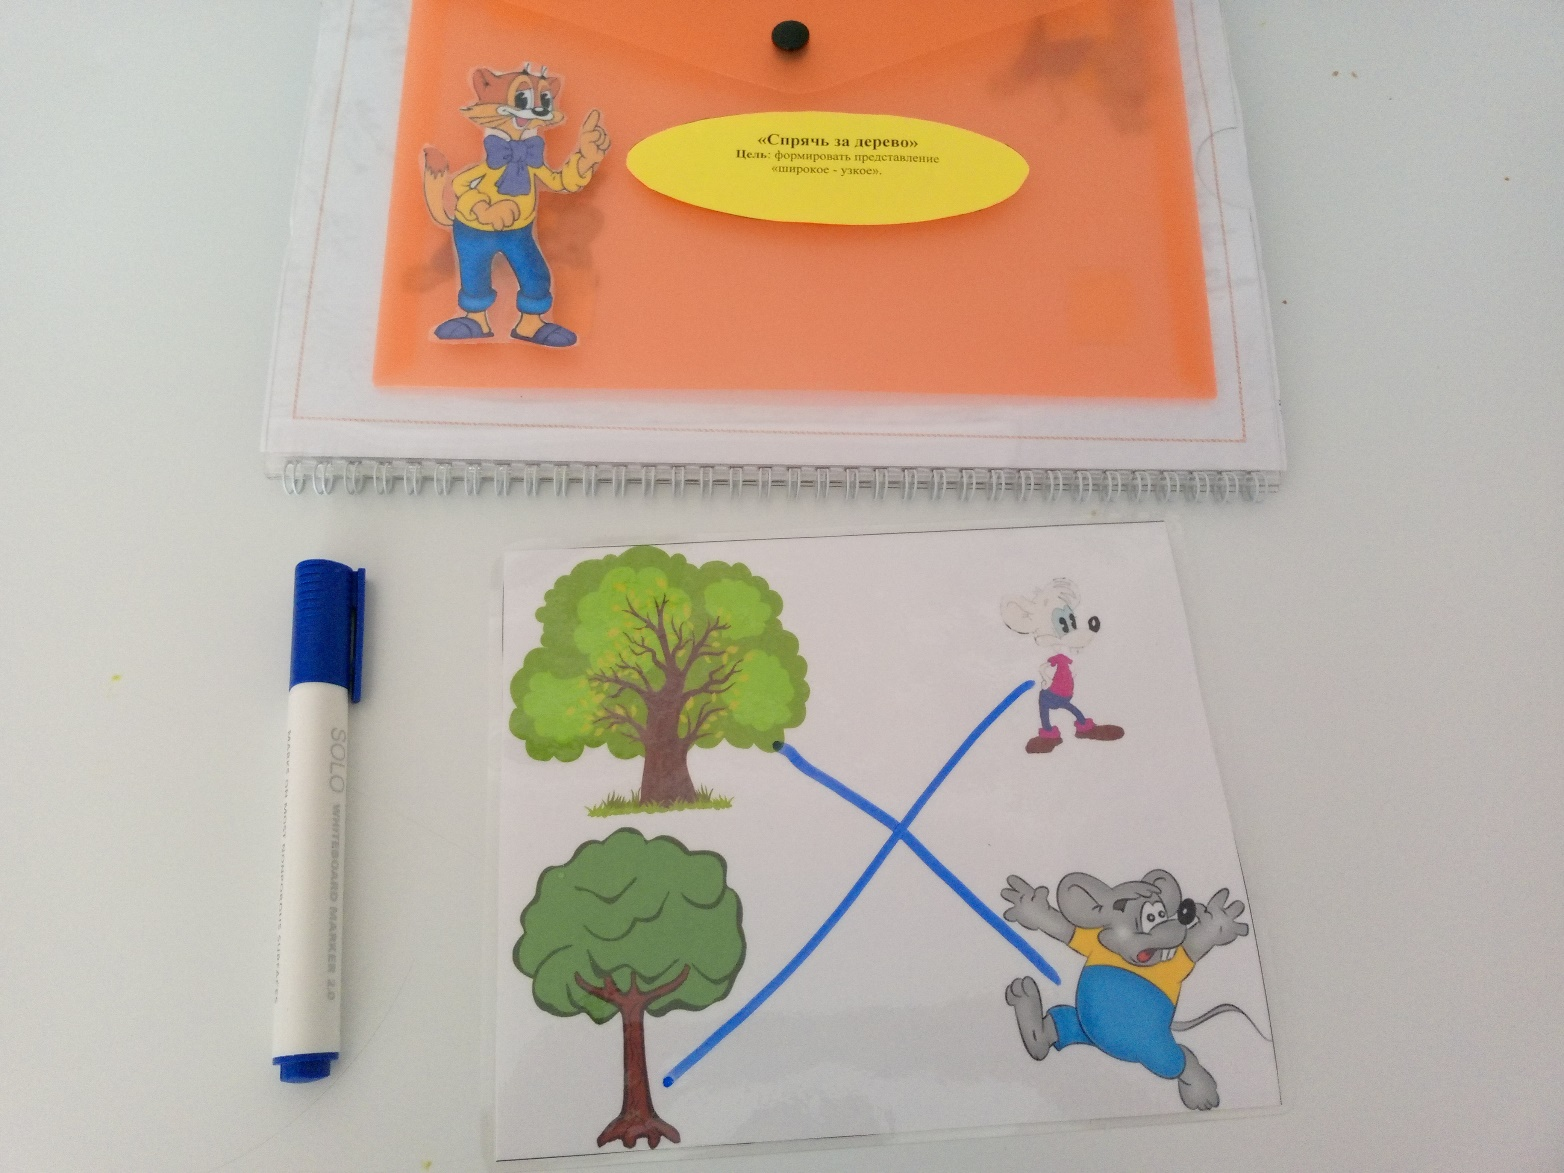 «Спрячь за дерево»
Цель: формировать представление
«широкое - узкое».
SOLO WHITEBOARD MARKER 2.0